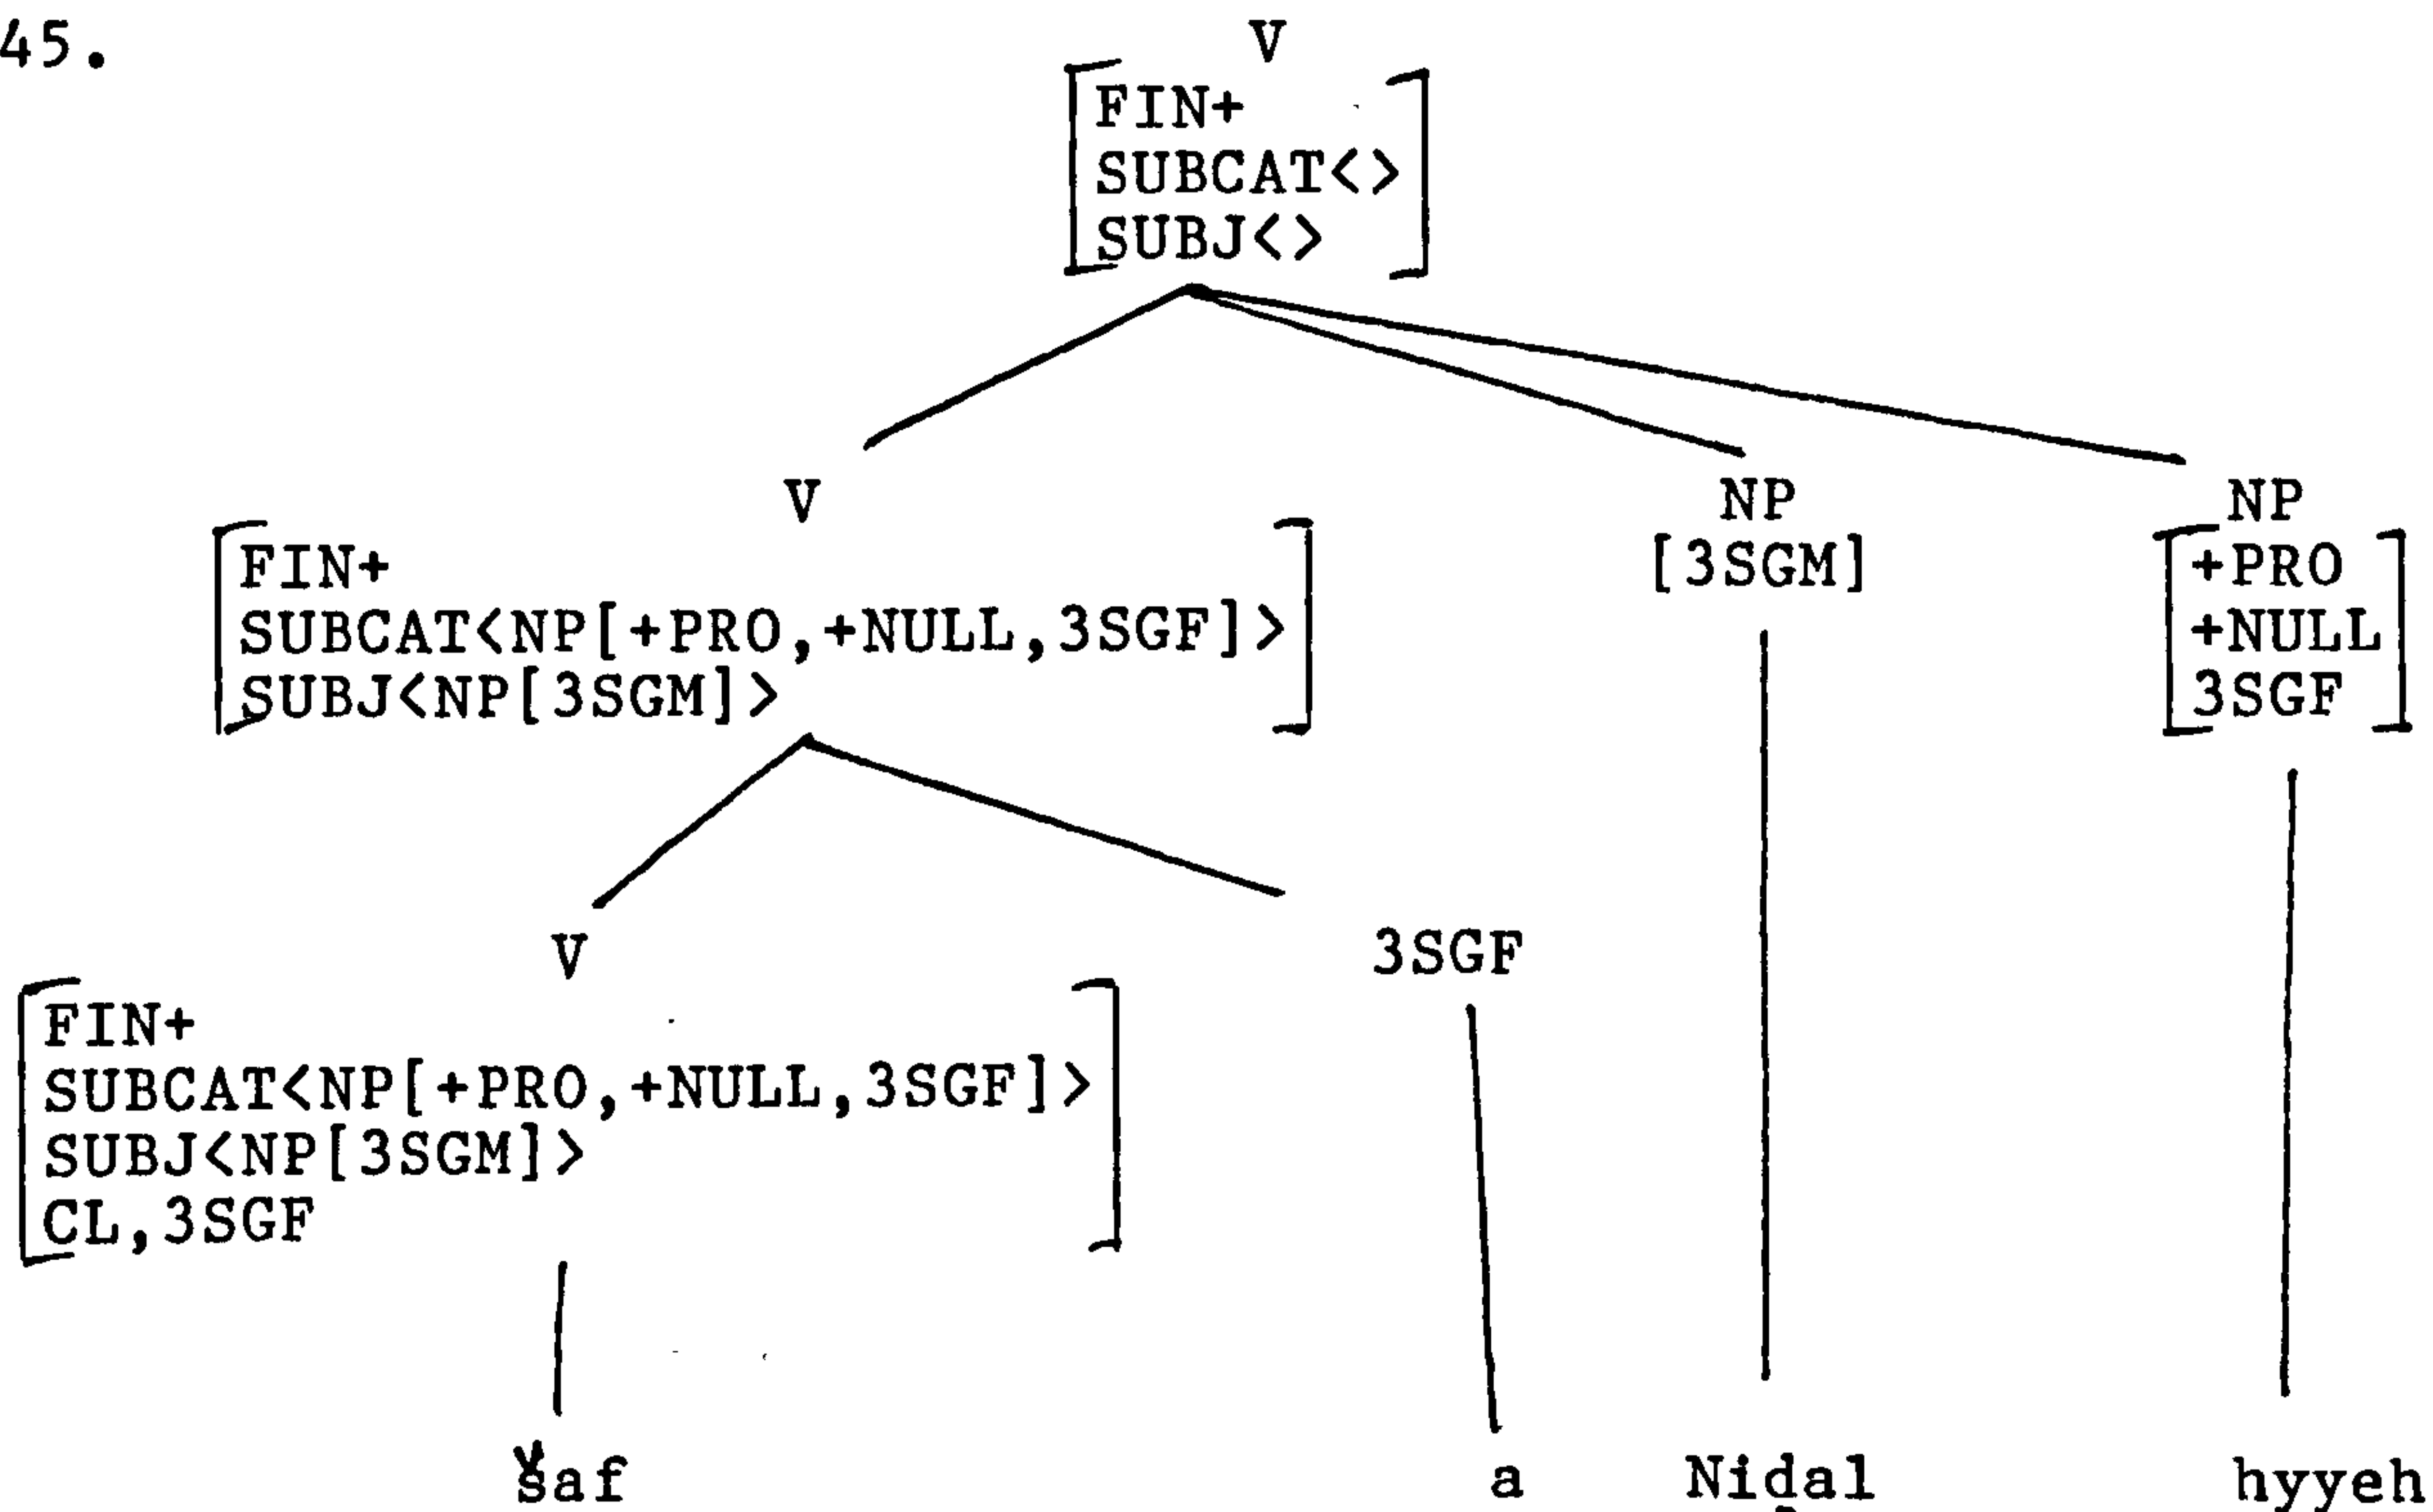 45.
V
FIN+
SUBCAT<>
SUBJ<>
V NP NP
FIN+ [3SGM] +PRO
SUBCAT<NP[+PRO,+NULL,3SGF]> +NULL
SUBJ<NP[3SGM]> 3SGF
V 3SGF
FIN+
SUBCAT<NP[+PRO,+NULL,3SGF]>
SUBJ<NP[3SGM]>
CL,3SGF
šaf a Niḍal hyyeh